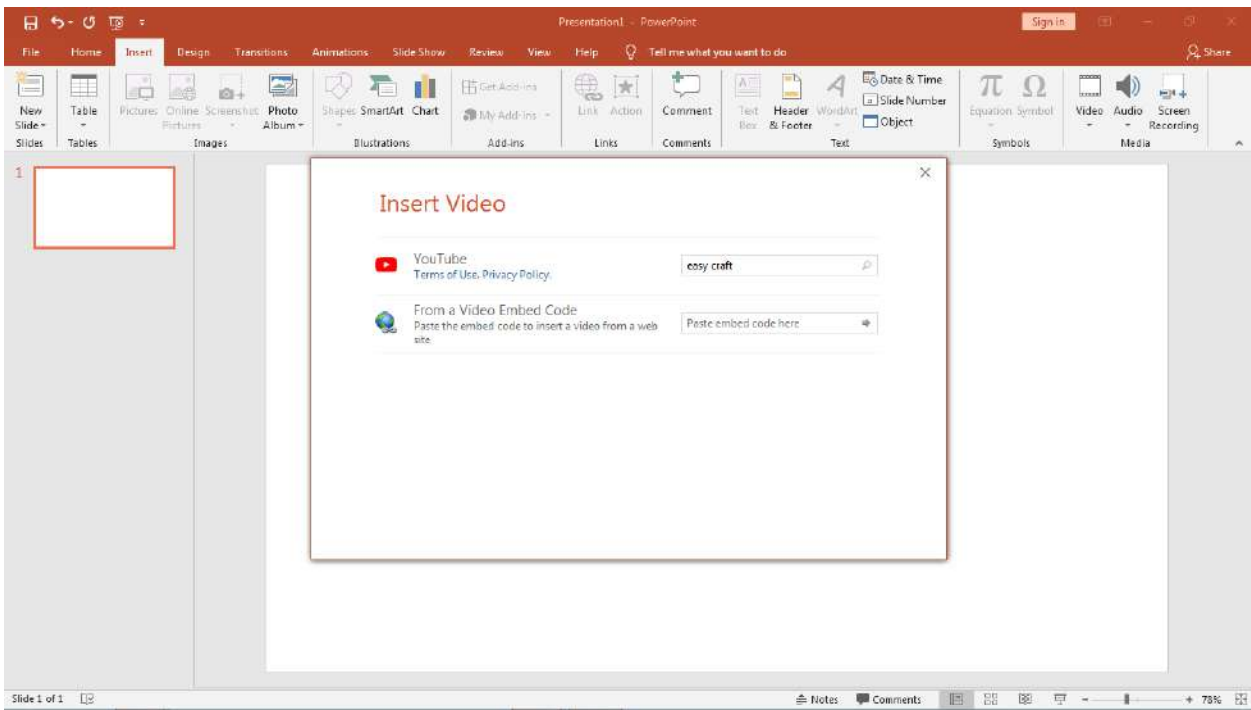 Presentation1 - PowerPoint
Sign in
File Home Insert Design Transitions Animations Slide Show Review View Help Tell me what you want to do Share
New Slide
Table
Pictures
Online Pictures
Screenshot
Photo Album
Shapes
SmartArt
Chart
Get Add-ins
My Add-ins
Link
Action
Comment
Text Box
Header & Footer
WordArt
Date & Time
Slide Number
Object
Equation
Symbol
Video
Audio
Screen Recording
Slides Tables Images Illustrations Add-ins Links Comments Text Symbols Media
1
Insert Video
YouTube
Terms of Use. Privacy Policy.
easy craft
From a Video Embed Code
Paste the embed code to insert a video from a web
site
Paste embed code here
Slide 1 of 1
Notes Comments 78%